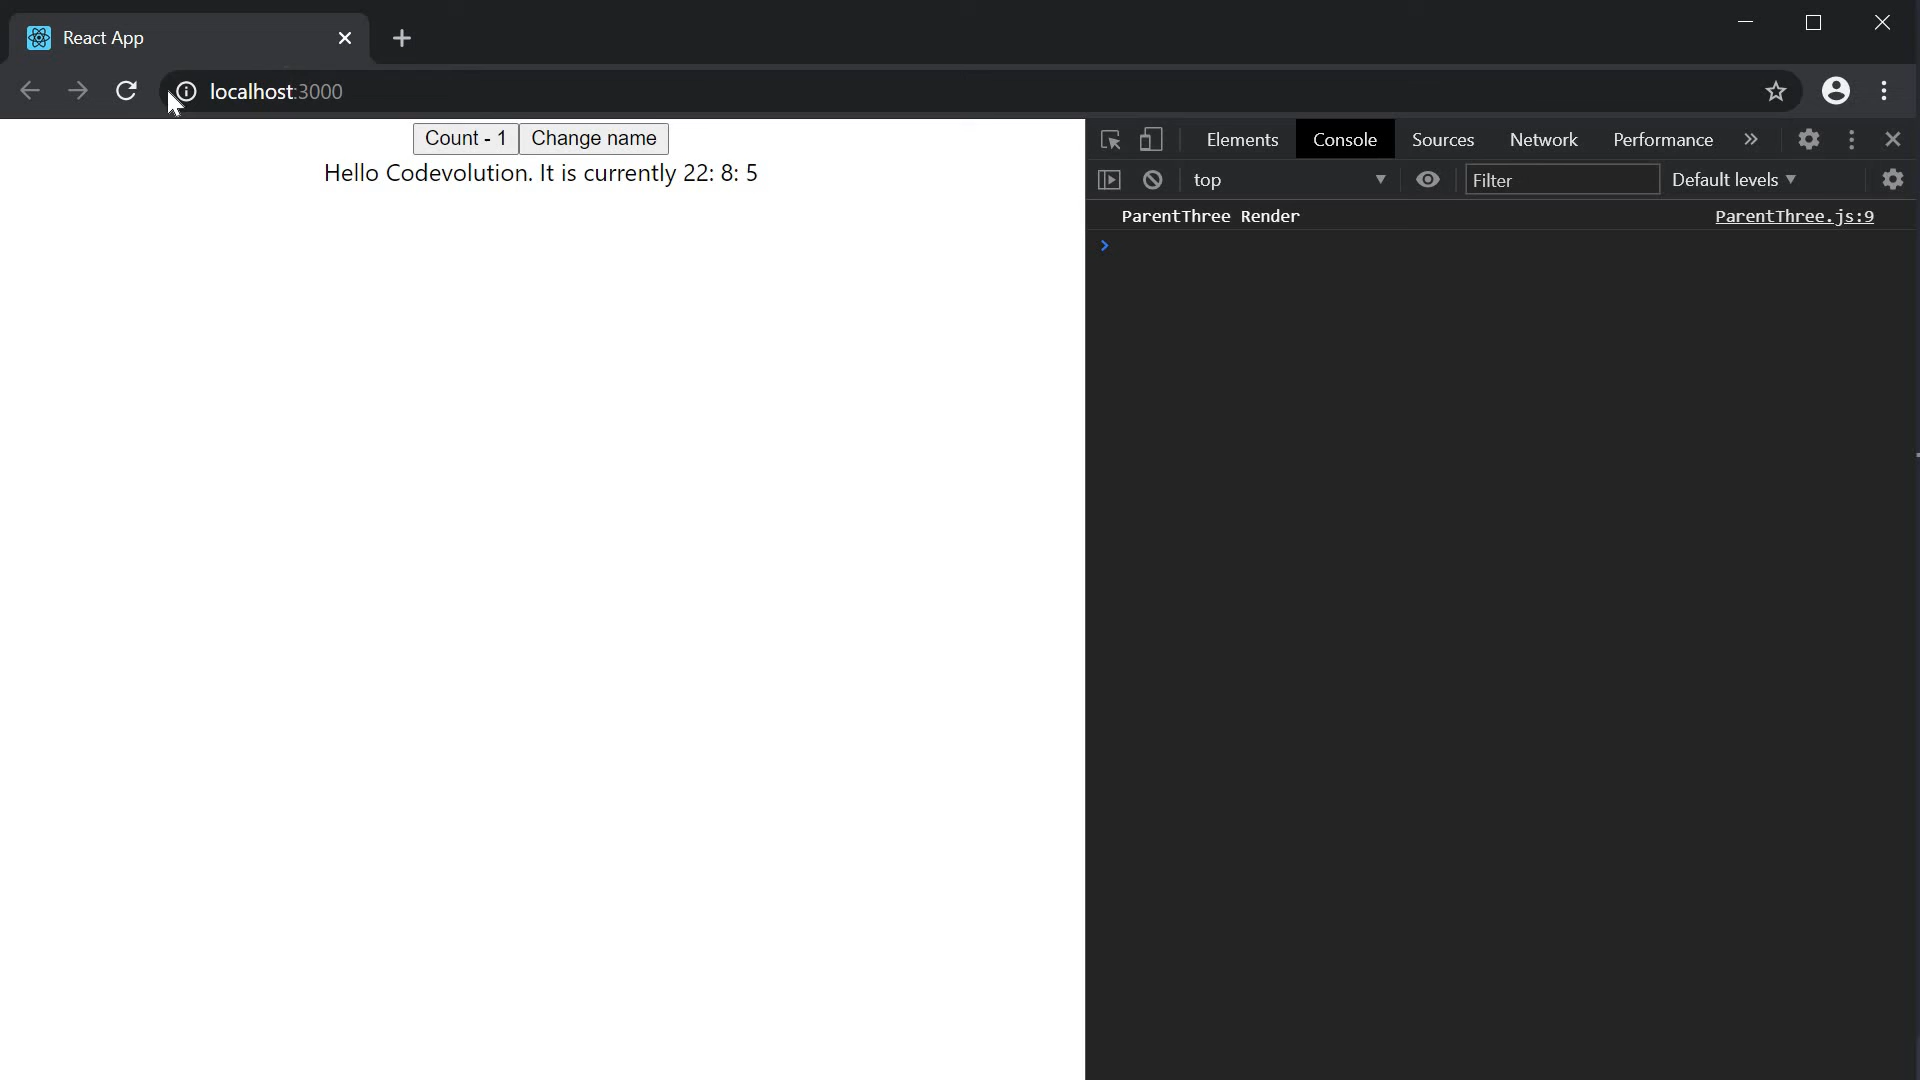 React App
localhost:3000
Count - 1 Change name
Hello Codevolution. It is currently 22: 8: 5
Elements Console Sources Network Performance
top Filter Default levels
ParentThree Render ParentThree.js:9